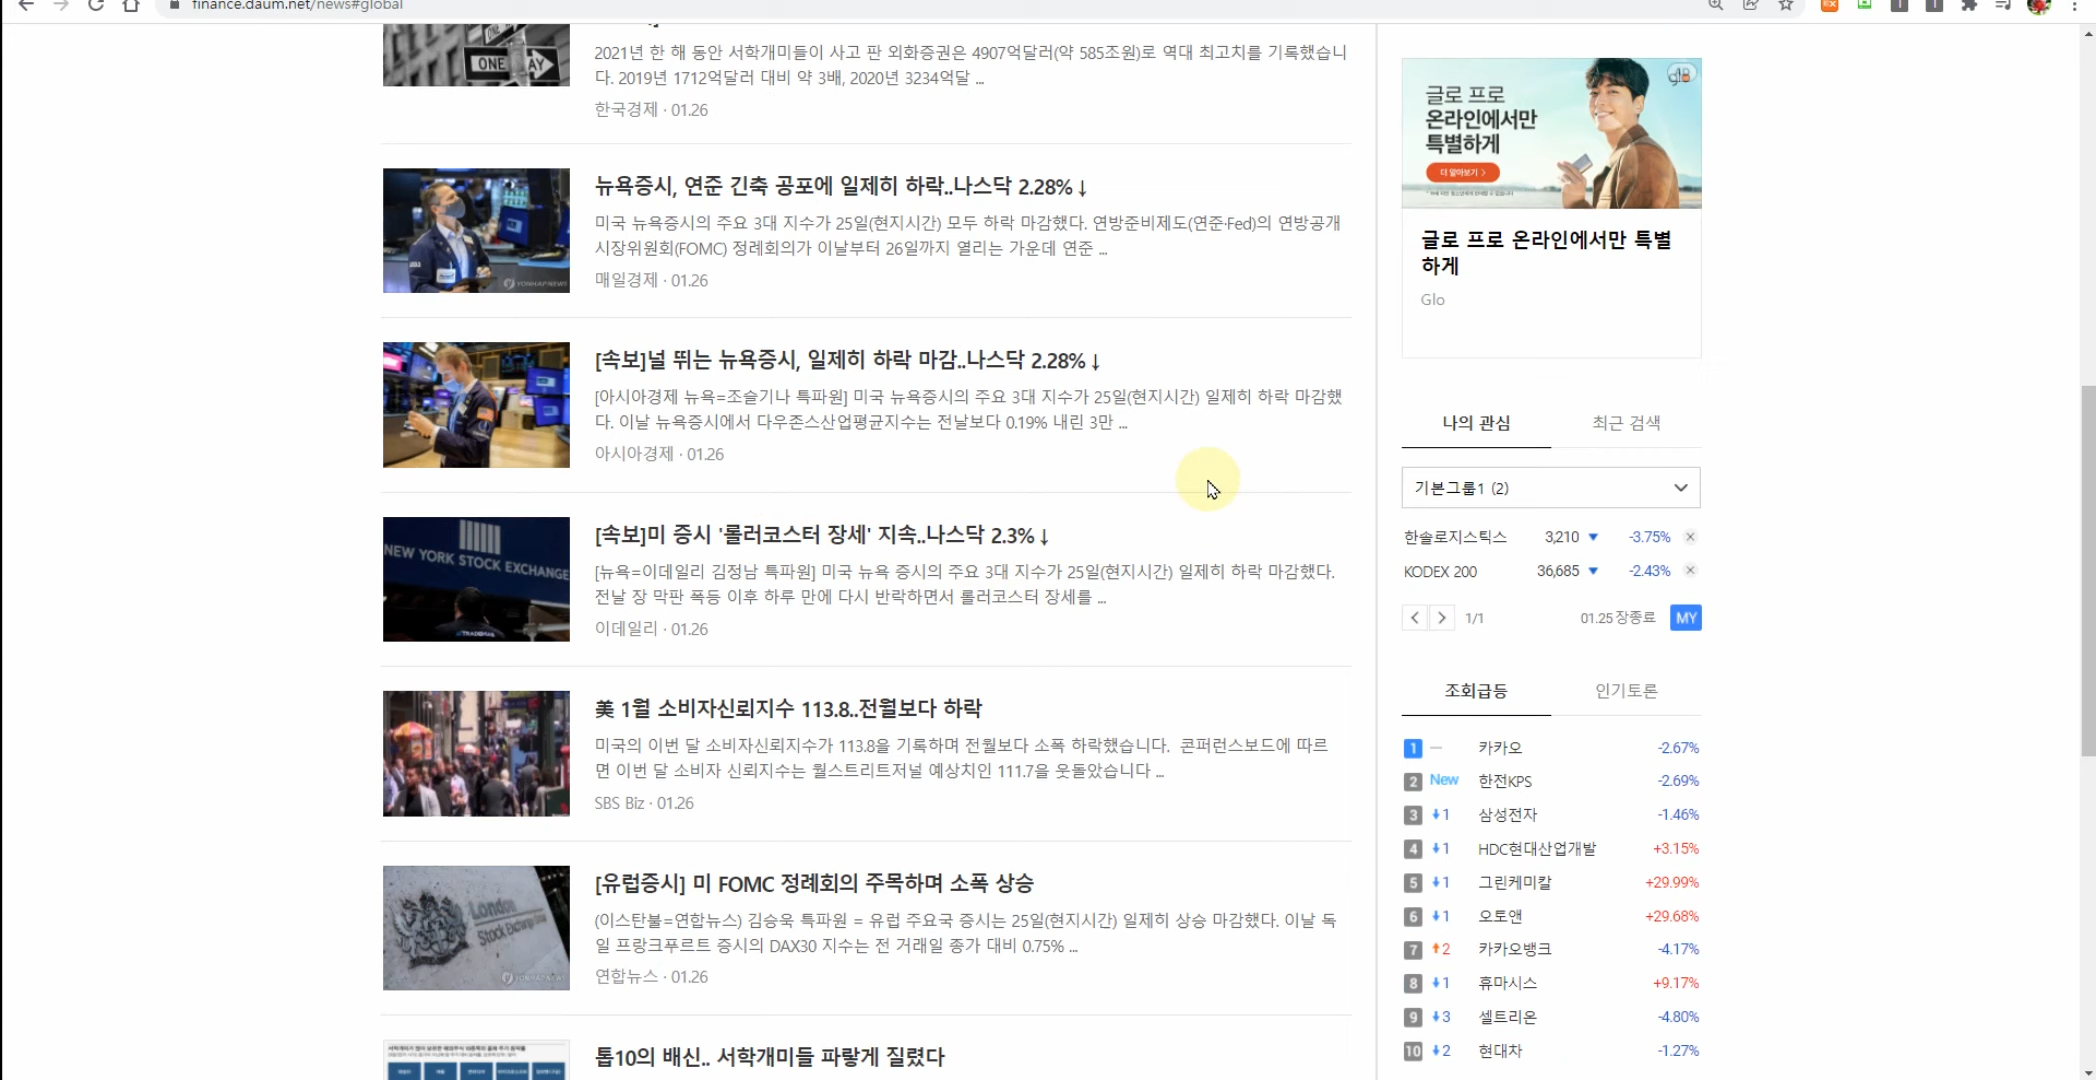 finance.daum.net/news#global
2021년 한 해 동안 서학개미들이 사고 판 외화증권은 4907억달러(약 585조원)로 역대 최고치를 기록했습니
다. 2019년 1712억달러 대비 약 3배, 2020년 3234억달 ...
한국경제 · 01.26
ONE
ONE WAY
뉴욕증시, 연준 긴축 공포에 일제히 하락..나스닥 2.28%↓
미국 뉴욕증시의 주요 3대 지수가 25일(현지시간) 모두 하락 마감했다. 연방준비제도(연준·Fed)의 연방공개
시장위원회(FOMC) 정례회의가 이날부터 26일까지 열리는 가운데 연준 ...
매일경제 · 01.26
YONHAPNEWS
[속보]널 뛰는 뉴욕증시, 일제히 하락 마감..나스닥 2.28%↓
[아시아경제 뉴욕=조슬기나 특파원] 미국 뉴욕증시의 주요 3대 지수가 25일(현지시간) 일제히 하락 마감했
다. 이날 뉴욕증시에서 다우존스산업평균지수는 전날보다 0.19% 내린 3만 ...
아시아경제 · 01.26
[속보]미 증시 '롤러코스터 장세' 지속..나스닥 2.3%↓
[뉴욕=이데일리 김정남 특파원] 미국 뉴욕 증시의 주요 3대 지수가 25일(현지시간) 일제히 하락 마감했다.
전날 장 막판 폭등 이후 하루 만에 다시 반락하면서 롤러코스터 장세를 ...
이데일리 · 01.26
NEW YORK STOCK EXCHANGE
美 1월 소비자신뢰지수 113.8..전월보다 하락
미국의 이번 달 소비자신뢰지수가 113.8을 기록하며 전월보다 소폭 하락했습니다. 콘퍼런스보드에 따르
면 이번 달 소비자 신뢰지수는 월스트리트저널 예상치인 111.7을 웃돌았습니다 ...
SBS Biz · 01.26
[유럽증시] 미 FOMC 정례회의 주목하며 소폭 상승
(이스탄불=연합뉴스) 김승욱 특파원 = 유럽 주요국 증시는 25일(현지시간) 일제히 상승 마감했다. 이날 독
일 프랑크푸르트 증시의 DAX30 지수는 전 거래일 종가 대비 0.75% ...
연합뉴스 · 01.26
London
Stock Exchange
YONHAPNEWS
톱10의 배신.. 서학개미들 파랗게 질렸다
글로 프로
온라인에서만
특별하게
더 알아보기 >
glo
글로 프로 온라인에서만 특별
하게
Glo
나의 관심 최근 검색
기본그룹1 (2)
한솔로지스틱스 3,210 ▼ -3.75% ×
KODEX 200 36,685 ▼ -2.43% ×
< > 1/1 01.25 장종료 MY
조회급등 인기토론
1 — 카카오 -2.67%
2 New 한전KPS -2.69%
3 ↓1 삼성전자 -1.46%
4 ↓1 HDC현대산업개발 +3.15%
5 ↓1 그린케미칼 +29.99%
6 ↓1 오토앤 +29.68%
7 ↑2 카카오뱅크 -4.17%
8 ↓1 휴마시스 +9.17%
9 ↓3 셀트리온 -4.80%
10 ↓2 현대차 -1.27%